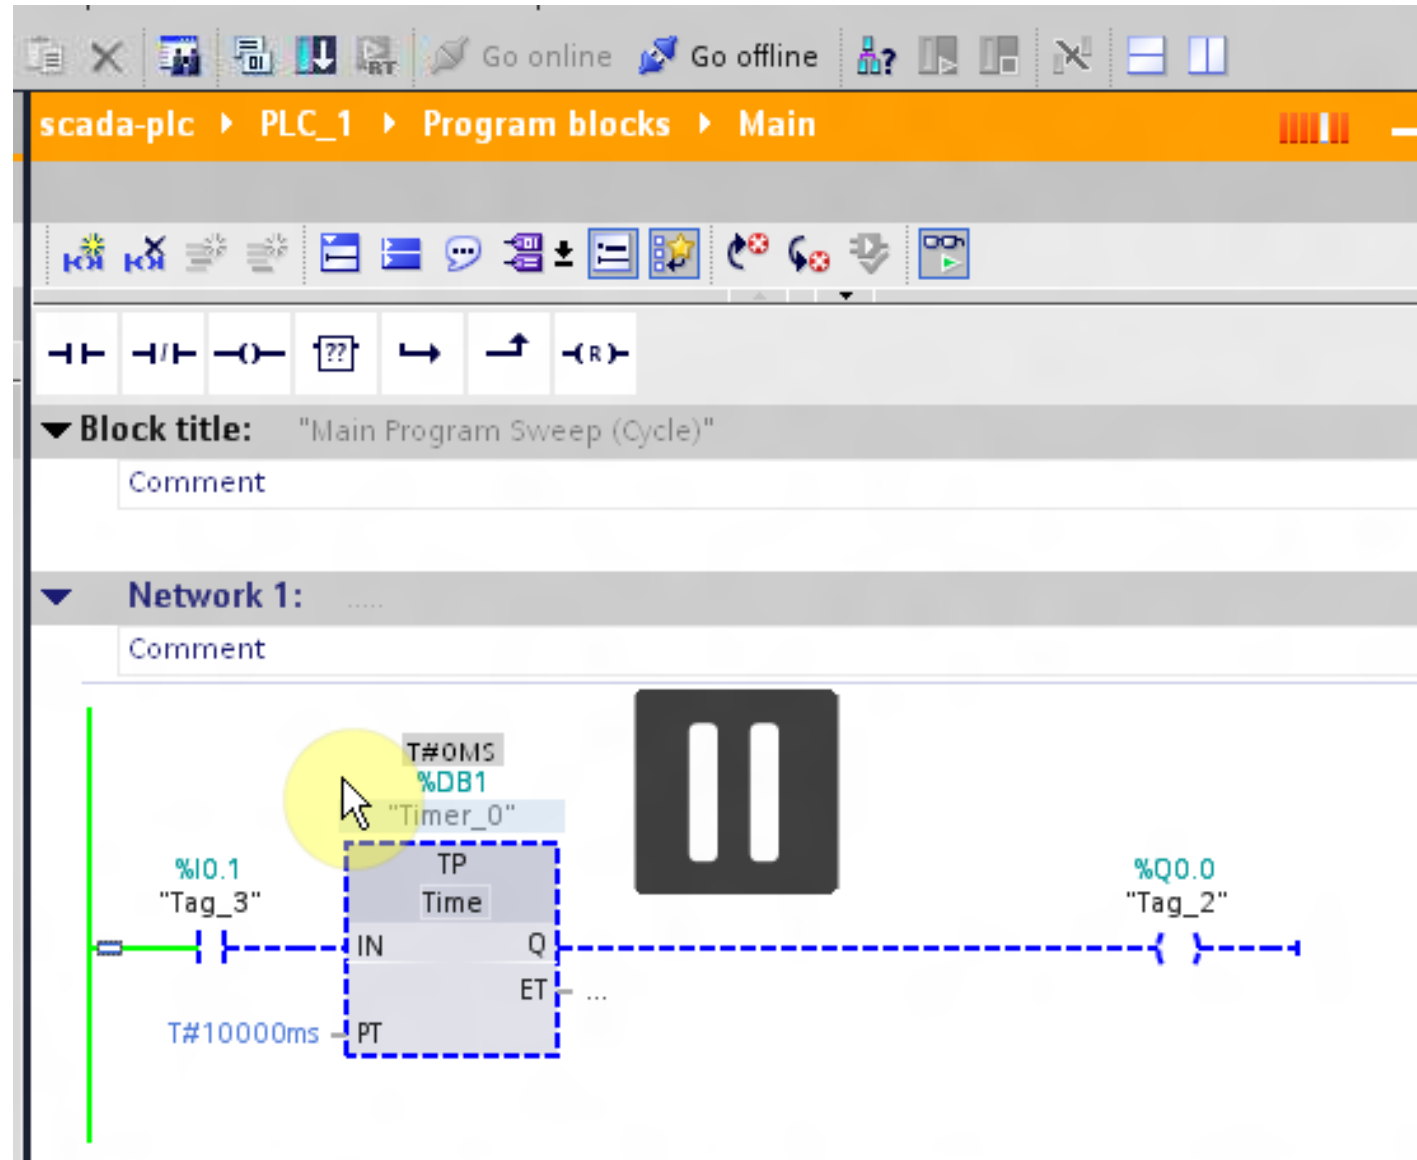 Go online Go offline
scada-plc PLC_1 Program blocks Main
??
R
Block title: "Main Program Sweep (Cycle)"
Comment
Network 1: .....
Comment
T#0MS
%DB1
"Timer_0"
%I0.1
"Tag_3"
TP
Time
%Q0.0
"Tag_2"
IN Q
ET ...
T#10000ms PT